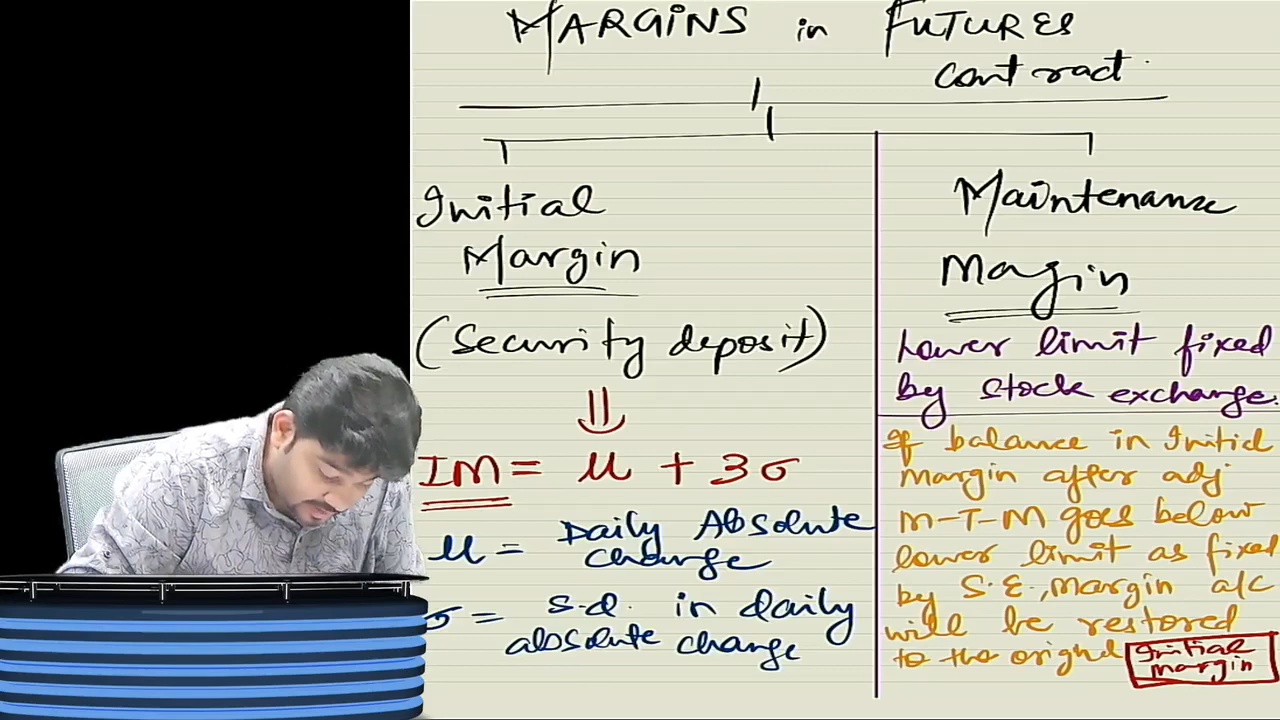 MARGINS in FUTURES
contract
Initial
Margin
(Security deposit)
IM = μ + 3σ
μ = Daily Absolute
change
σ = s.d. in daily
absolute change
Maintenance
Magin
Lower limit fixed
by stock exchange.
If balance in Initial
margin after adj
M-T-M goes below
lower limit as fixed
by S.E., margin a/c
will be restored
to the original Initial
margin